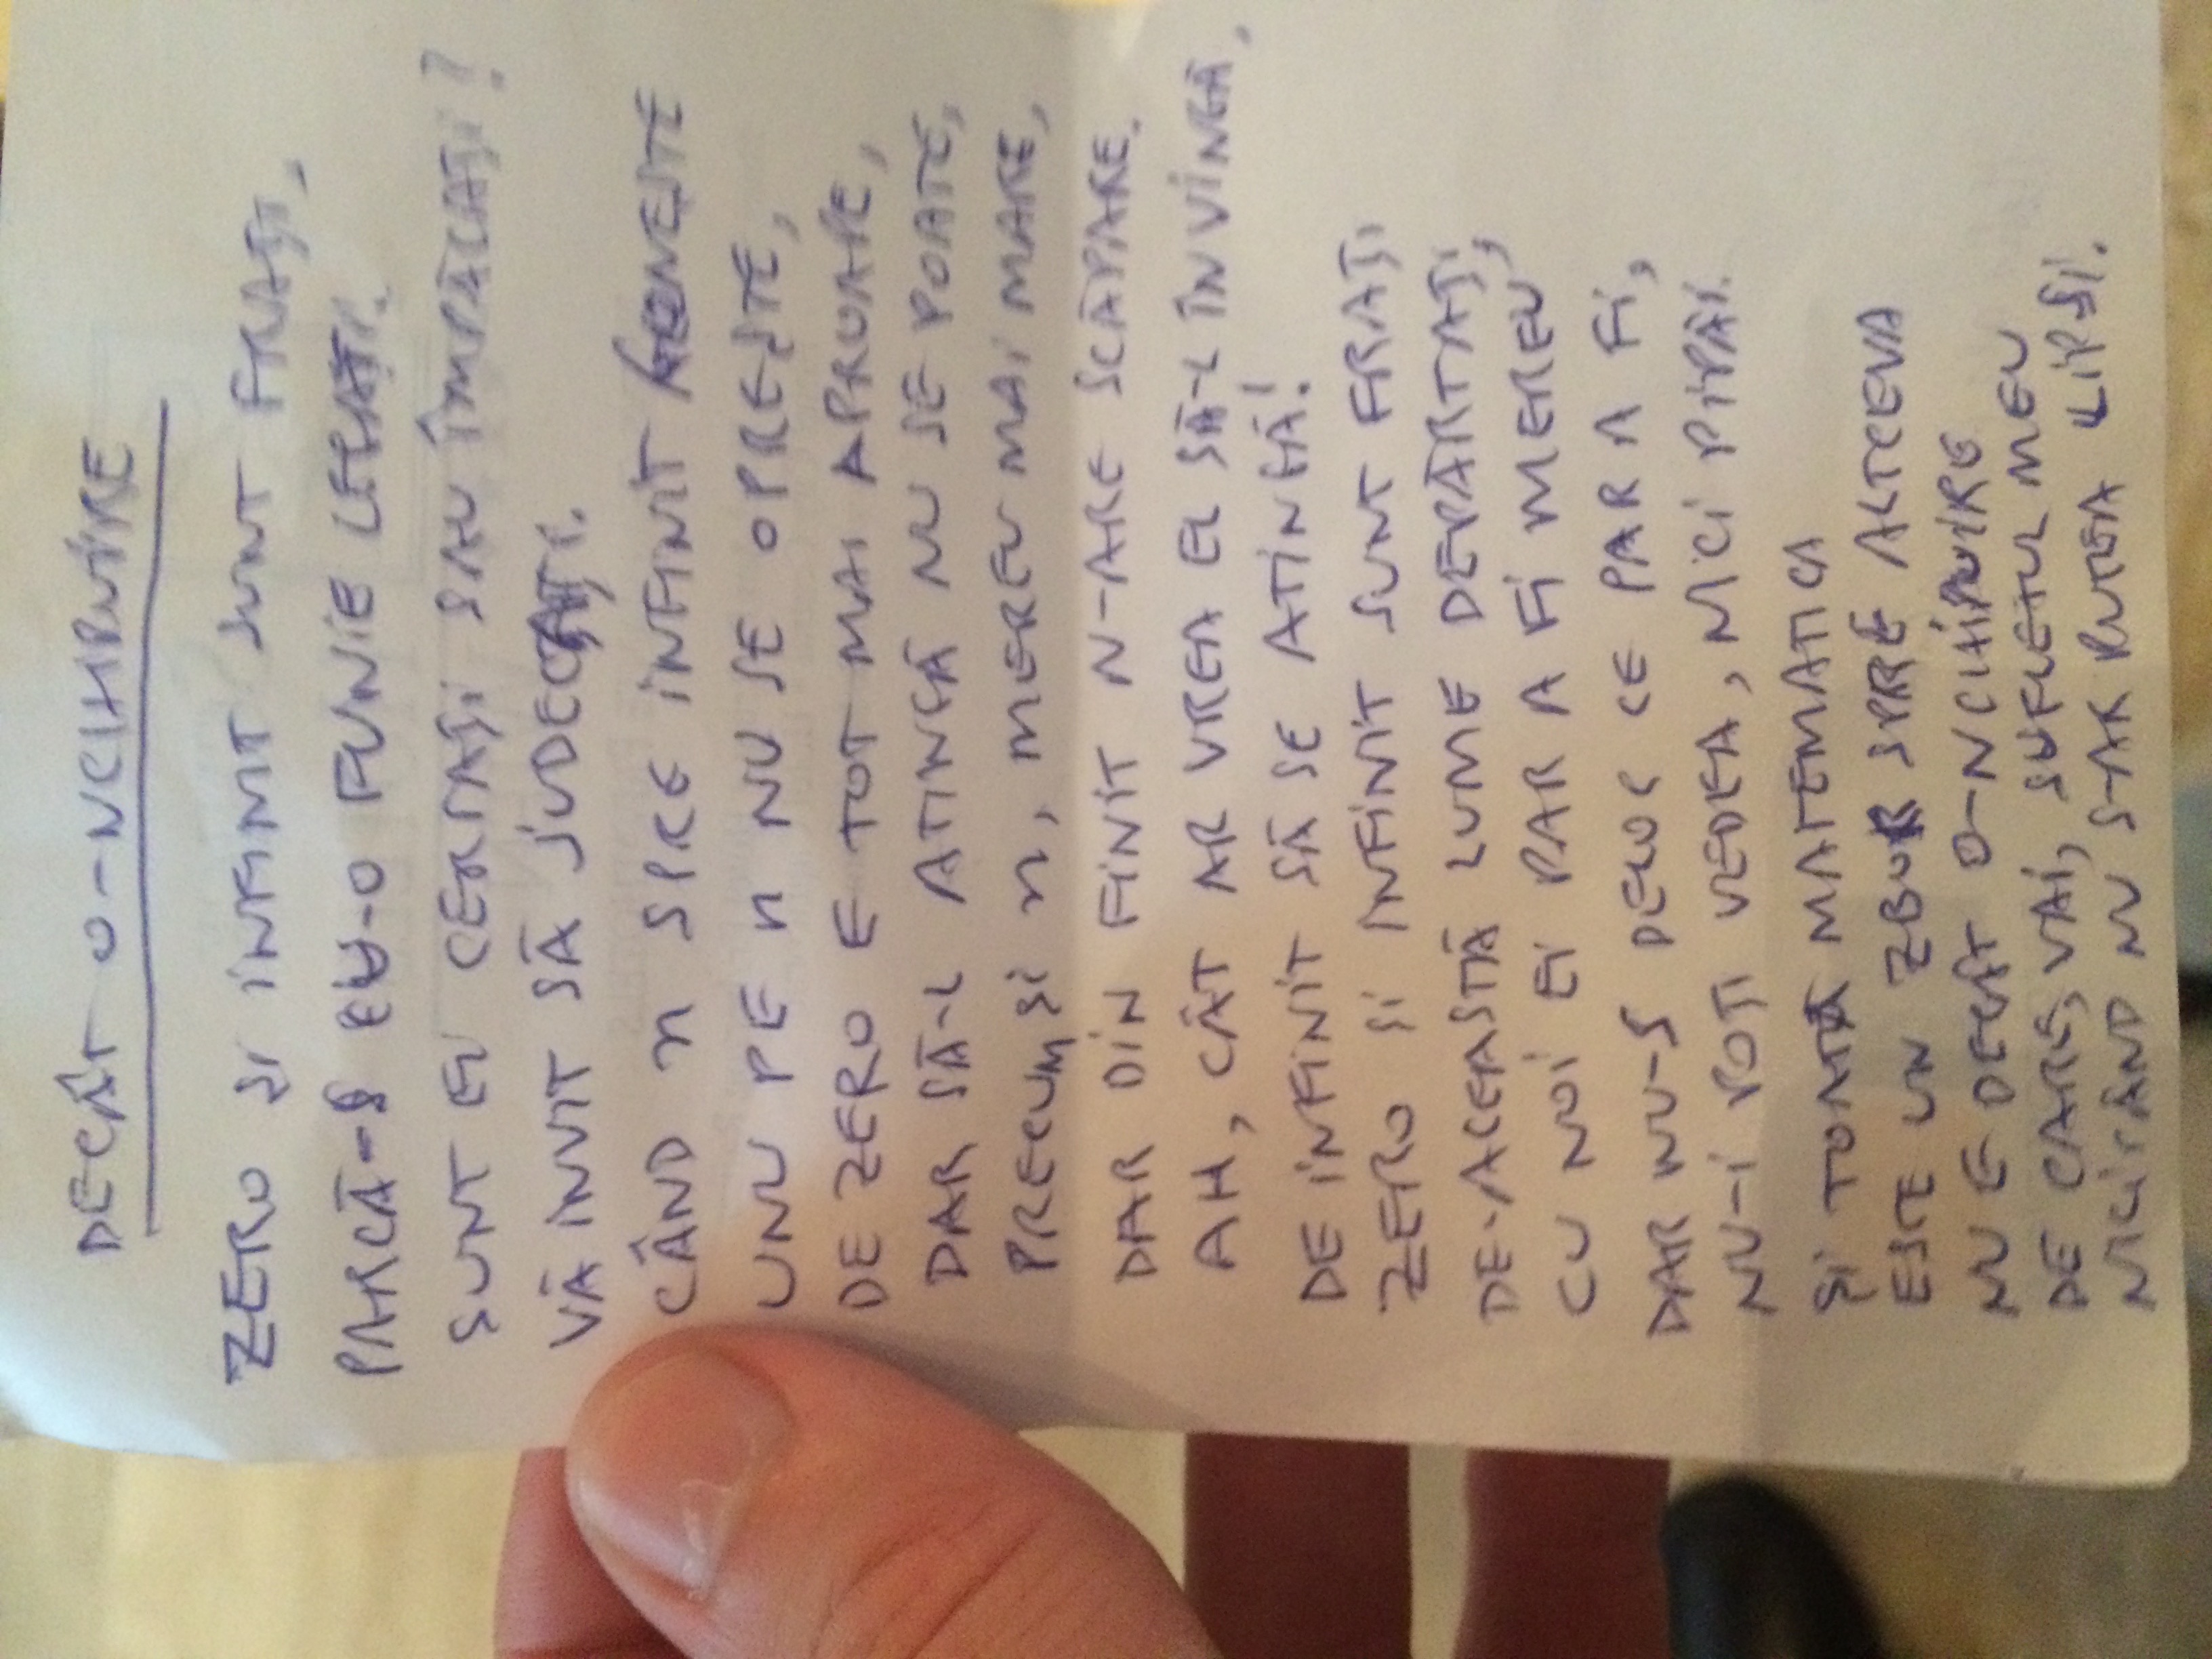 DECÂT O-NCHIPUIRE
ZERO ȘI INFINIT SUNT FRAȚI,
PARCĂ-S CU-O FUNIE LEGAȚI.
SUNT EI CERTAȚI SAU ÎMPĂCAȚI?
VĂ INVIT SĂ JUDECAȚI.
CÂND n SPRE INFINIT GONEȘTE
UNU PE n NU SE OPREȘTE,
DE ZERO E TOT MAI APROAPE,
DAR SĂ-L ATINGĂ NU SE POATE,
PRECUM ȘI n, MEREU MAI MARE,
DAR DIN FINIT N-ARE SCĂPARE.
AH, CÂT AR VREA EL SĂ-L ÎNVINGĂ,
DE INFINIT SĂ SE ATINGĂ!
ZERO ȘI INFINIT SUNT FRAȚI
DE-ACEASTĂ LUME DEPĂRTAȚI,
CU NOI EI PAR A FI MEREU
DAR NU-S DELOC CE PAR A FI,
NU-I POȚI VEDEA, NICI PIPĂI.
ȘI TOATĂ MATEMATICA
ESTE UN ZBOR SPRE ALTCEVA
NU E DECÂT O-NCHIPUIRE
DE CARE, VAI, SUFLETUL MEU
NICICÂND NU S-AR PUTEA LIPSI.